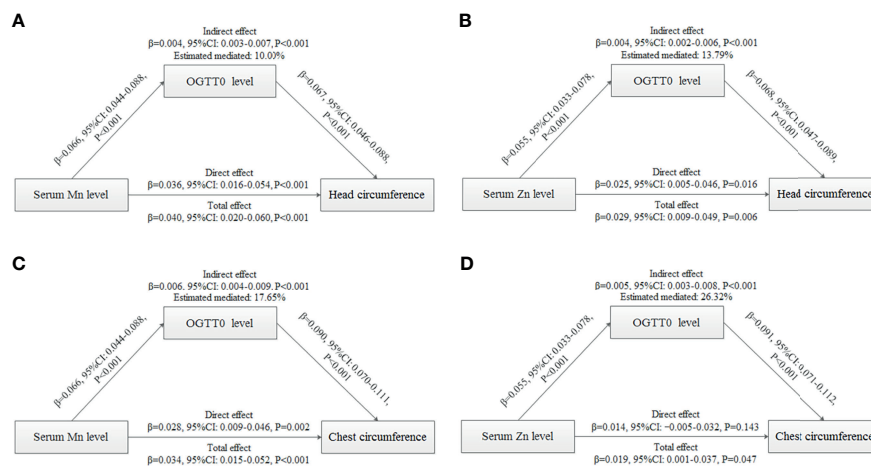 A
Indirect effect
β=0.004, 95%CI: 0.003-0.007, P<0.001
Estimated mediated: 10.00%
OGTT0 level
β=0.066, 95%CI: 0.044-0.088,
P<0.001
β=0.067, 95%CI: 0.046-0.088,
P<0.001
Direct effect
β=0.036, 95%CI: 0.016-0.054, P<0.001
Serum Mn level
Head circumference
Total effect
β=0.040, 95%CI: 0.020-0.060, P<0.001
B
Indirect effect
β=0.004, 95%CI: 0.002-0.006, P<0.001
Estimated mediated: 13.79%
OGTT0 level
β=0.055, 95%CI: 0.033-0.078,
P<0.001
β=0.068, 95%CI: 0.047-0.089,
P<0.001
Direct effect
β=0.025, 95%CI: 0.005-0.046, P=0.016
Serum Zn level
Head circumference
Total effect
β=0.029, 95%CI: 0.009-0.049, P=0.006
C
Indirect effect
β=0.006, 95%CI: 0.004-0.009, P<0.001
Estimated mediated: 17.65%
OGTT0 level
β=0.066, 95%CI: 0.044-0.088,
P<0.001
β=0.090, 95%CI: 0.070-0.111,
P<0.001
Direct effect
β=0.028, 95%CI: 0.009-0.046, P=0.002
Serum Mn level
Chest circumference
Total effect
β=0.034, 95%CI: 0.015-0.052, P<0.001
D
Indirect effect
β=0.005, 95%CI: 0.003-0.008, P<0.001
Estimated mediated: 26.32%
OGTT0 level
β=0.055, 95%CI: 0.033-0.078,
P<0.001
β=0.091, 95%CI: 0.071-0.112,
P<0.001
Direct effect
β=0.014, 95%CI: −0.005-0.032, P=0.143
Serum Zn level
Chest circumference
Total effect
β=0.019, 95%CI: 0.001-0.037, P=0.047